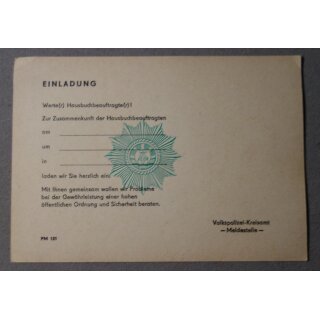 EINLADUNG
Werte(r) Hausbuchbeauftragte(r)!
Zur Zusammenkunft der Hausbuchbeauftragten
am
um
in
laden wir Sie herzlich ein.
Mit Ihnen gemeinsam wollen wir Probleme
bei der Gewährleistung einer hohen
öffentlichen Ordnung und Sicherheit beraten.
Volkspolizei-Kreisamt
— Meldestelle —
PM 121